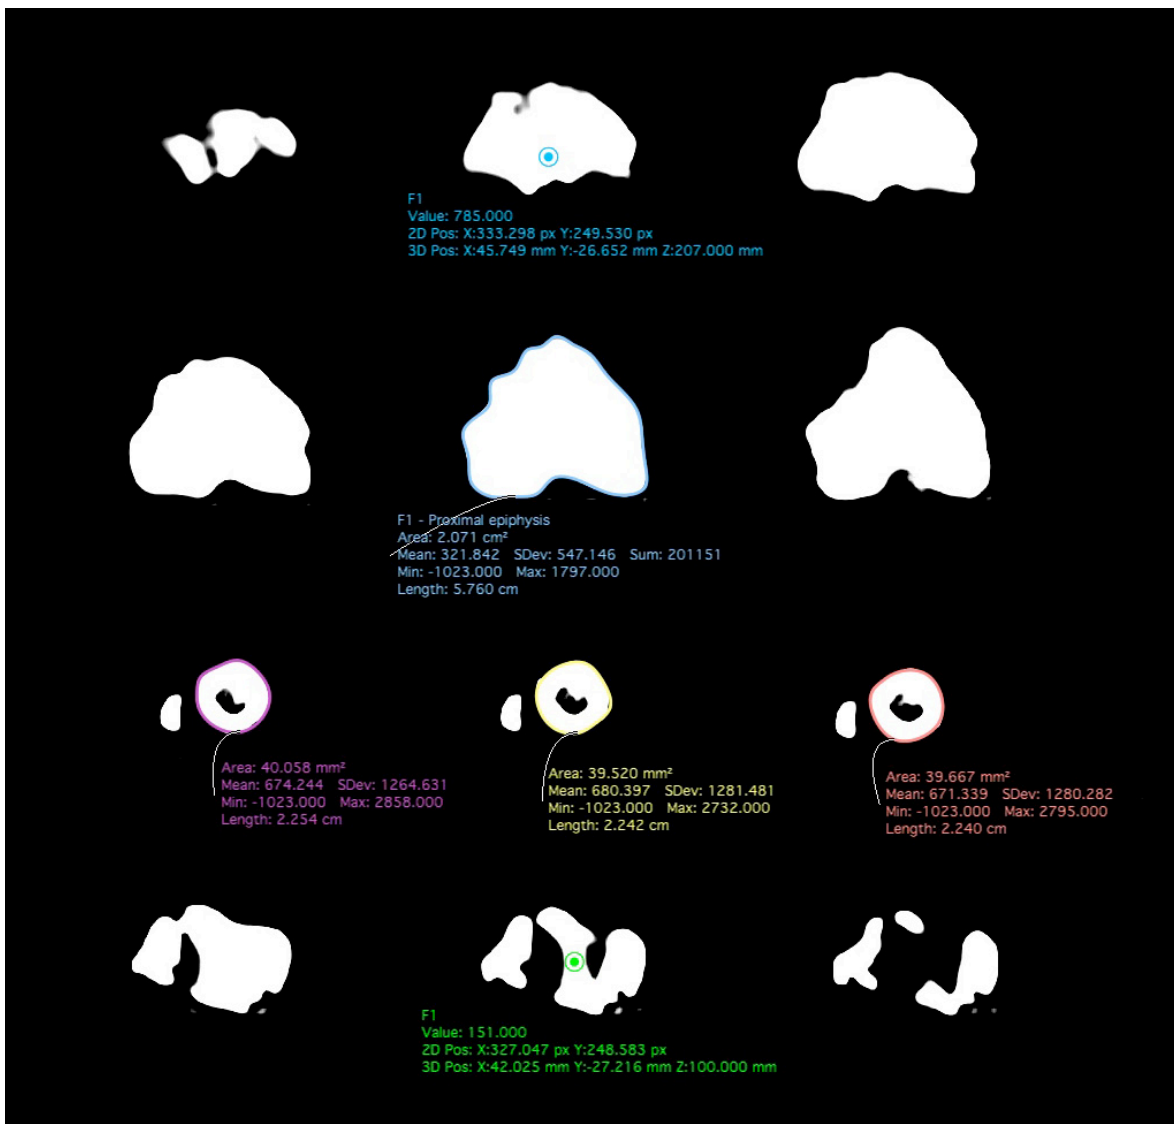 F1
Value: 785.000
2D Pos: X:333.298 px Y:249.530 px
3D Pos: X:45.749 mm Y:-26.652 mm Z:207.000 mm
F1 - Proximal epiphysis
Area: 2.071 cm²
Mean: 321.842 SDev: 547.146 Sum: 201151
Min: -1023.000 Max: 1797.000
Length: 5.760 cm
Area: 40.058 mm²
Mean: 674.244 SDev: 1264.631
Min: -1023.000 Max: 2858.000
Length: 2.254 cm
Area: 39.520 mm²
Mean: 680.397 SDev: 1281.481
Min: -1023.000 Max: 2732.000
Length: 2.242 cm
Area: 39.667 mm²
Mean: 671.339 SDev: 1280.282
Min: -1023.000 Max: 2795.000
Length: 2.240 cm
F1
Value: 151.000
2D Pos: X:327.047 px Y:248.583 px
3D Pos: X:42.025 mm Y:-27.216 mm Z:100.000 mm